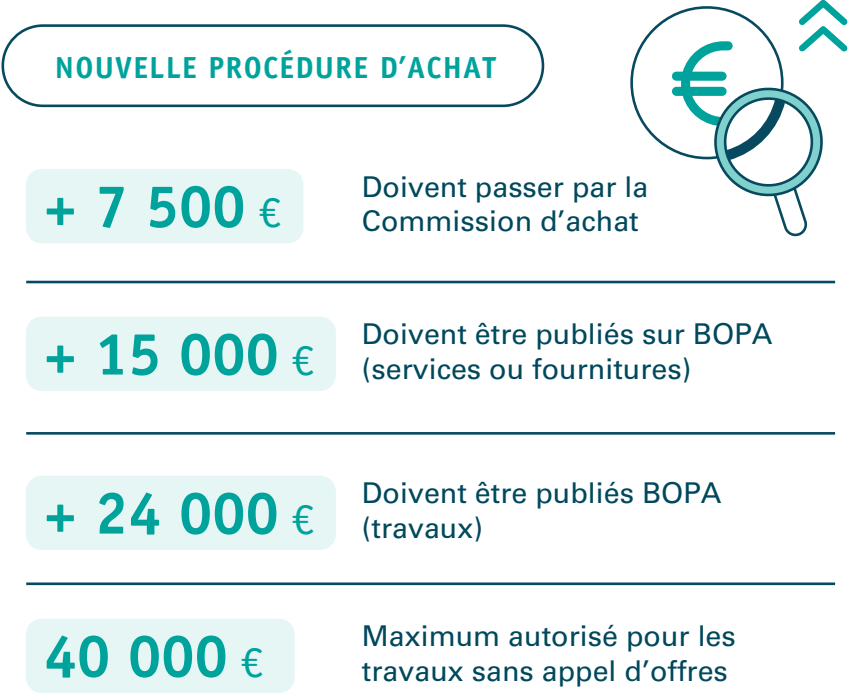 NOUVELLE PROCÉDURE D’ACHAT
€
+ 7 500 €
Doivent passer par la
Commission d’achat
+ 15 000 €
Doivent être publiés sur BOPA
(services ou fournitures)
+ 24 000 €
Doivent être publiés BOPA
(travaux)
40 000 €
Maximum autorisé pour les
travaux sans appel d’offres